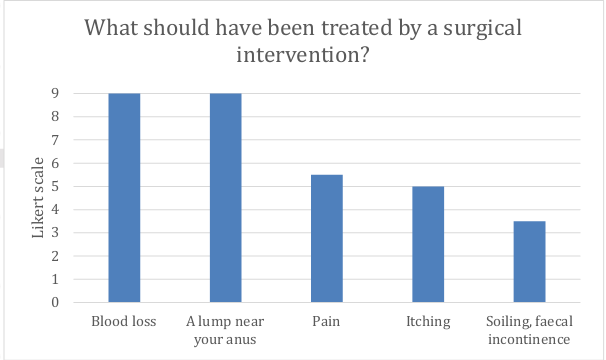 What should have been treated by a surgical
intervention?
Likert scale
9
8
7
6
5
4
3
2
1
0
Blood loss
A lump near
your anus
Pain
Itching
Soiling, faecal
incontinence